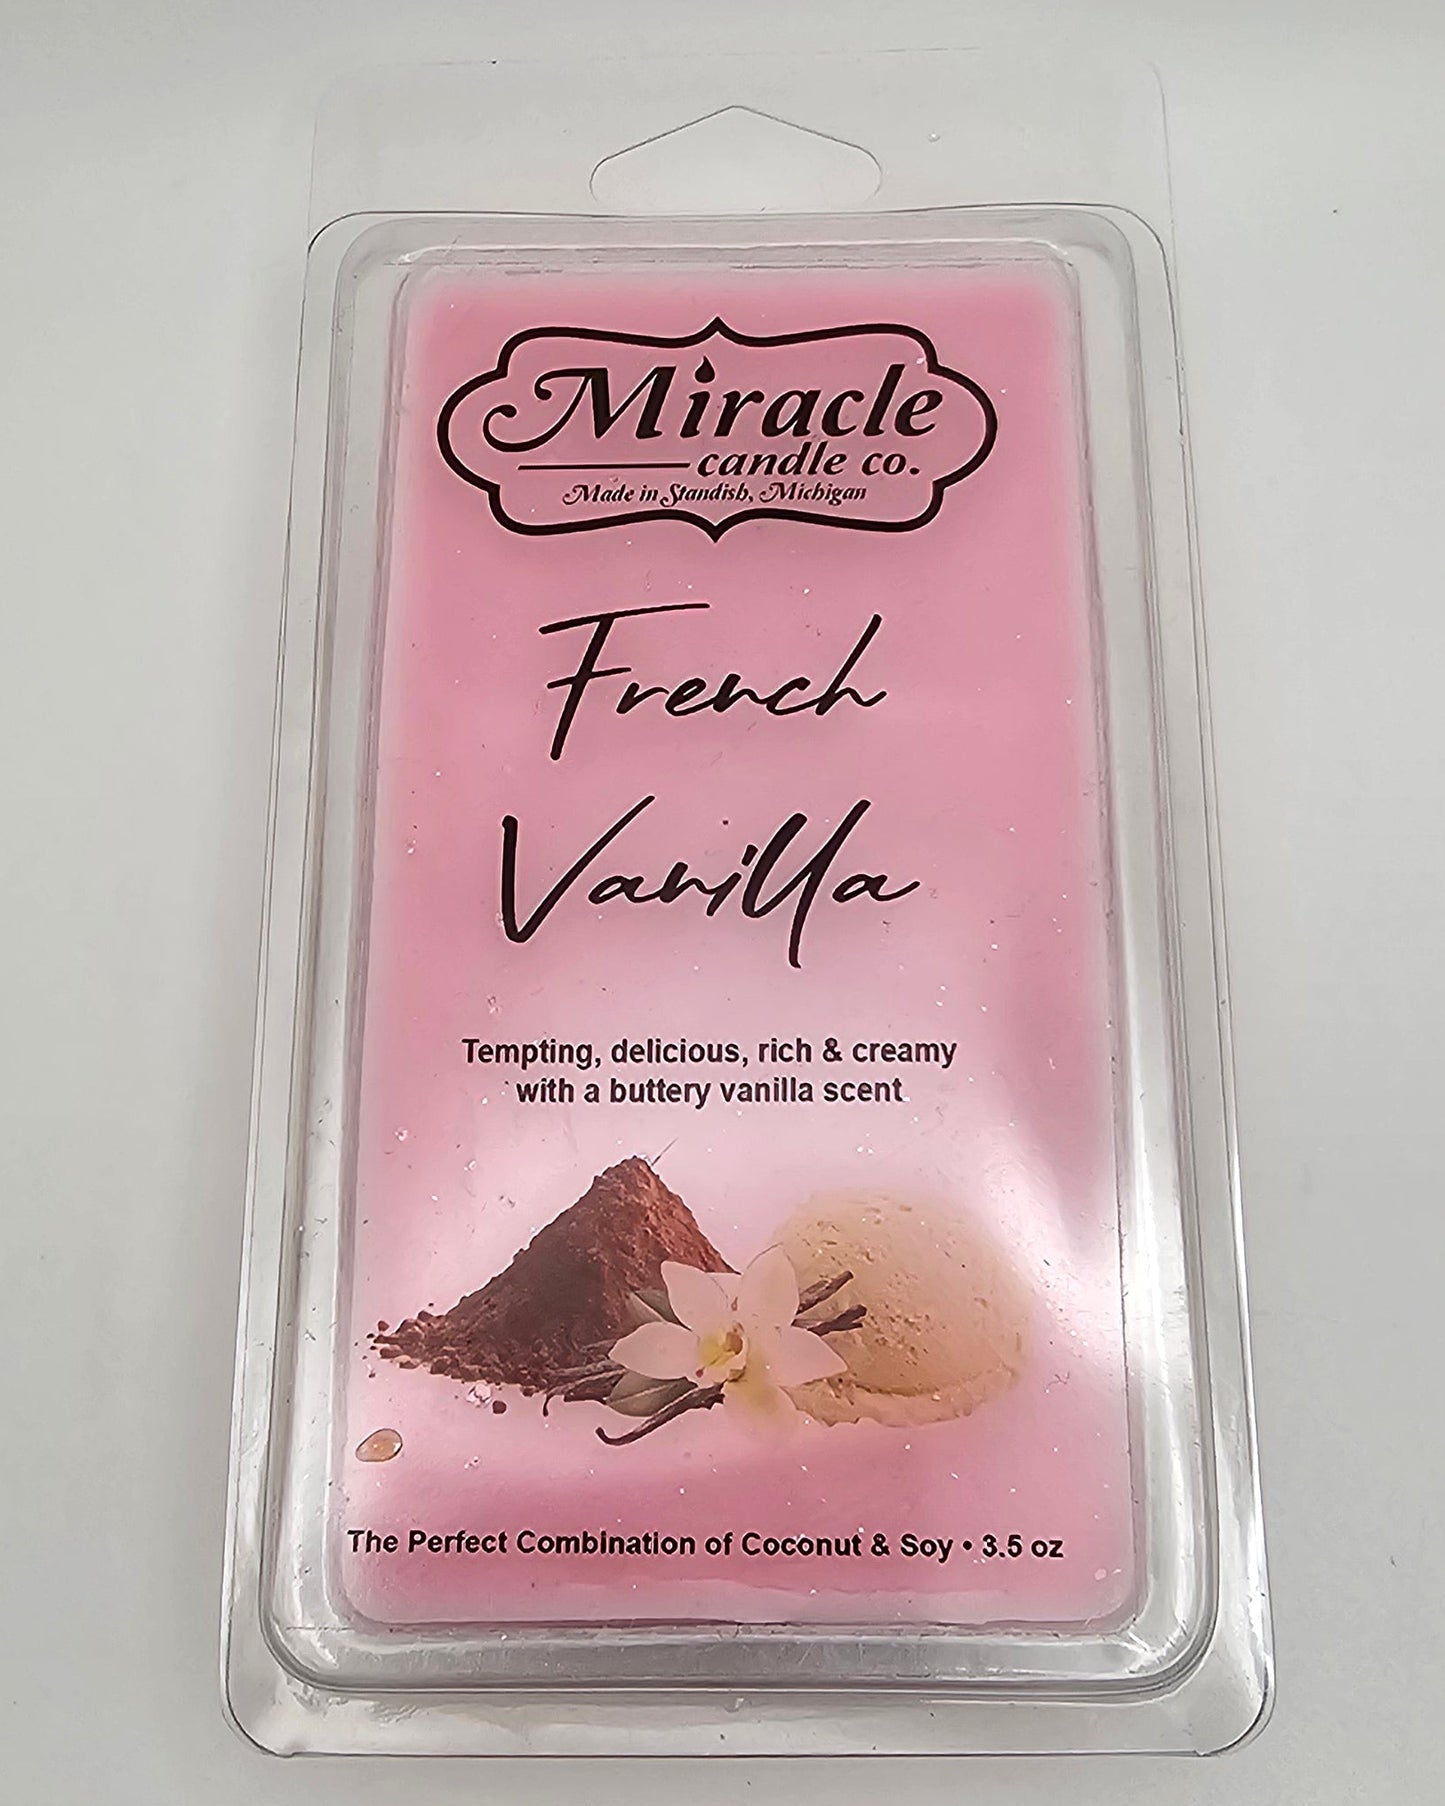 Miracle
candle co.
Made in Standish, Michigan
French
Vanilla
Tempting, delicious, rich & creamy
with a buttery vanilla scent
The Perfect Combination of Coconut & Soy • 3.5 oz